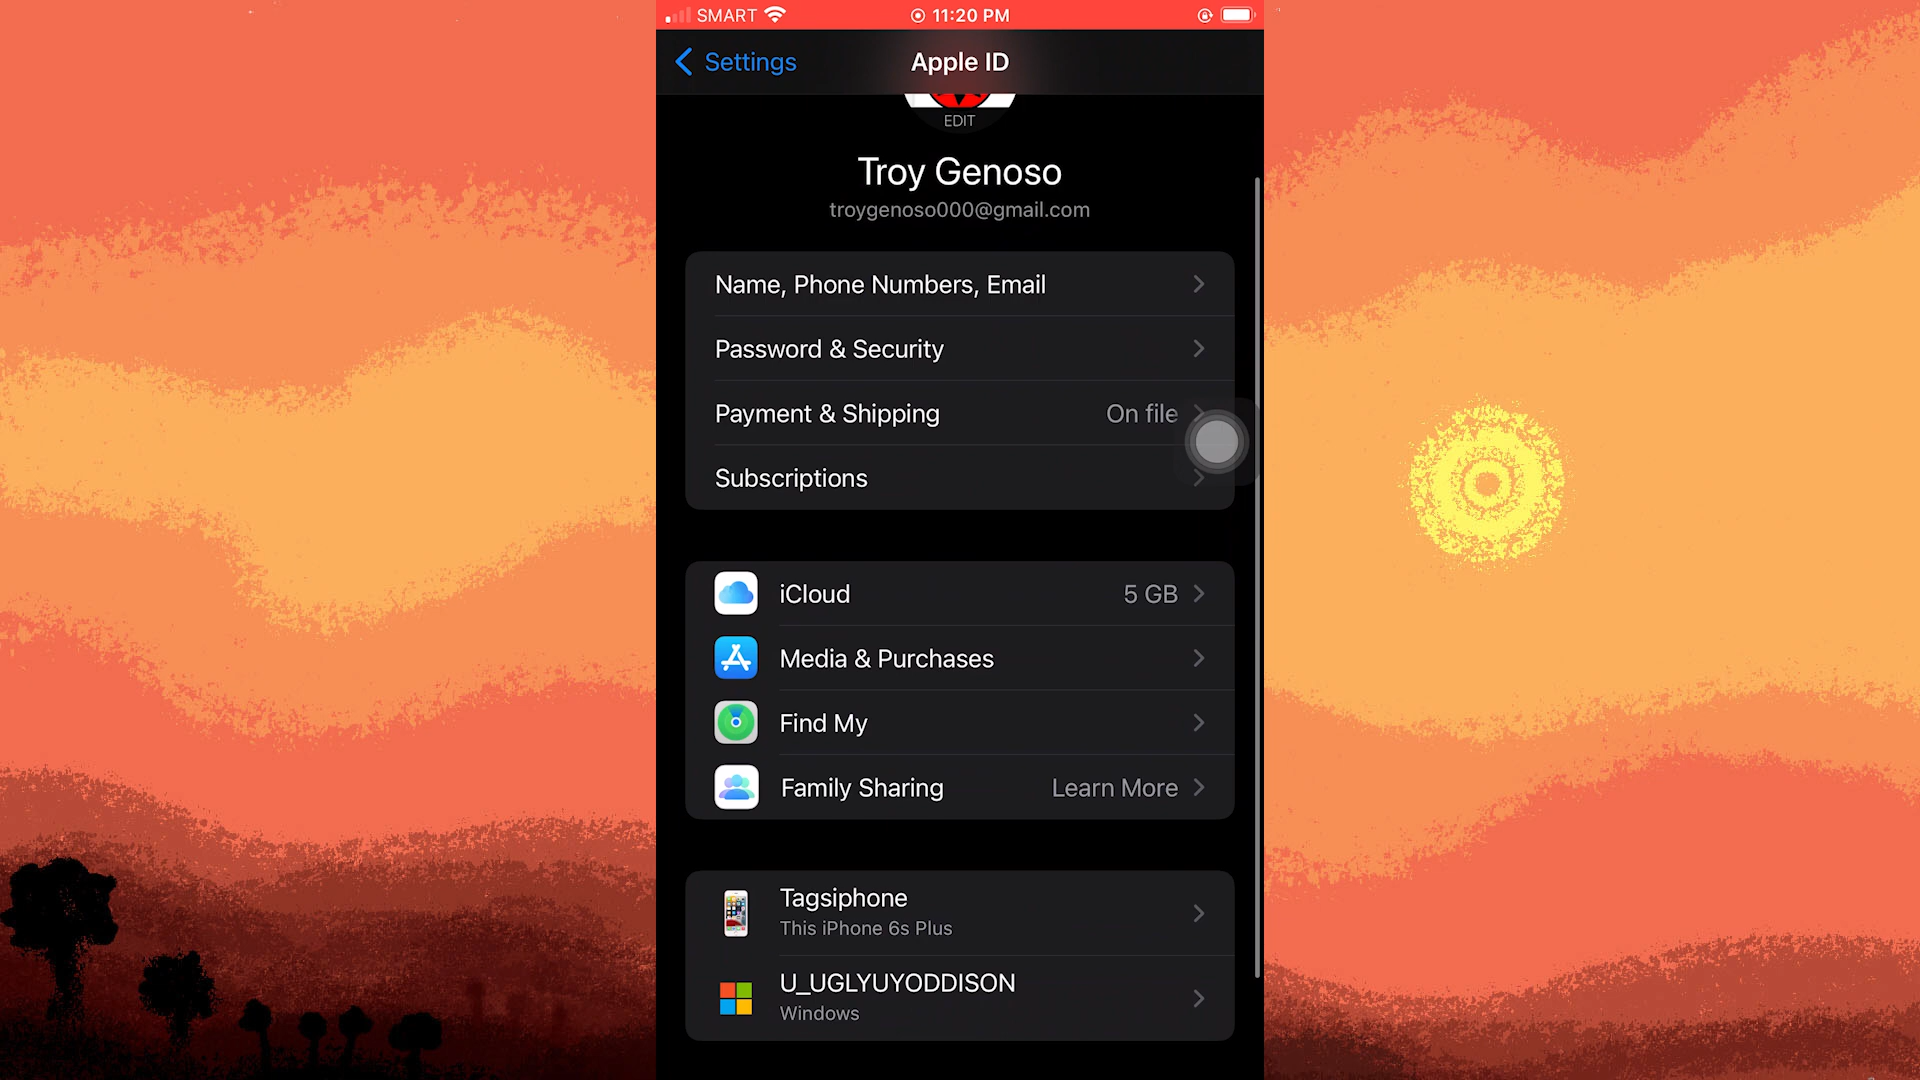 SMART 11:20 PM
Settings Apple ID
EDIT
Troy Genoso
troygenoso000@gmail.com
Name, Phone Numbers, Email
Password & Security
Payment & Shipping On file
Subscriptions
iCloud 5 GB
Media & Purchases
Find My
Family Sharing Learn More
Tagsiphone
This iPhone 6s Plus
U_UGLYUYODDISON
Windows